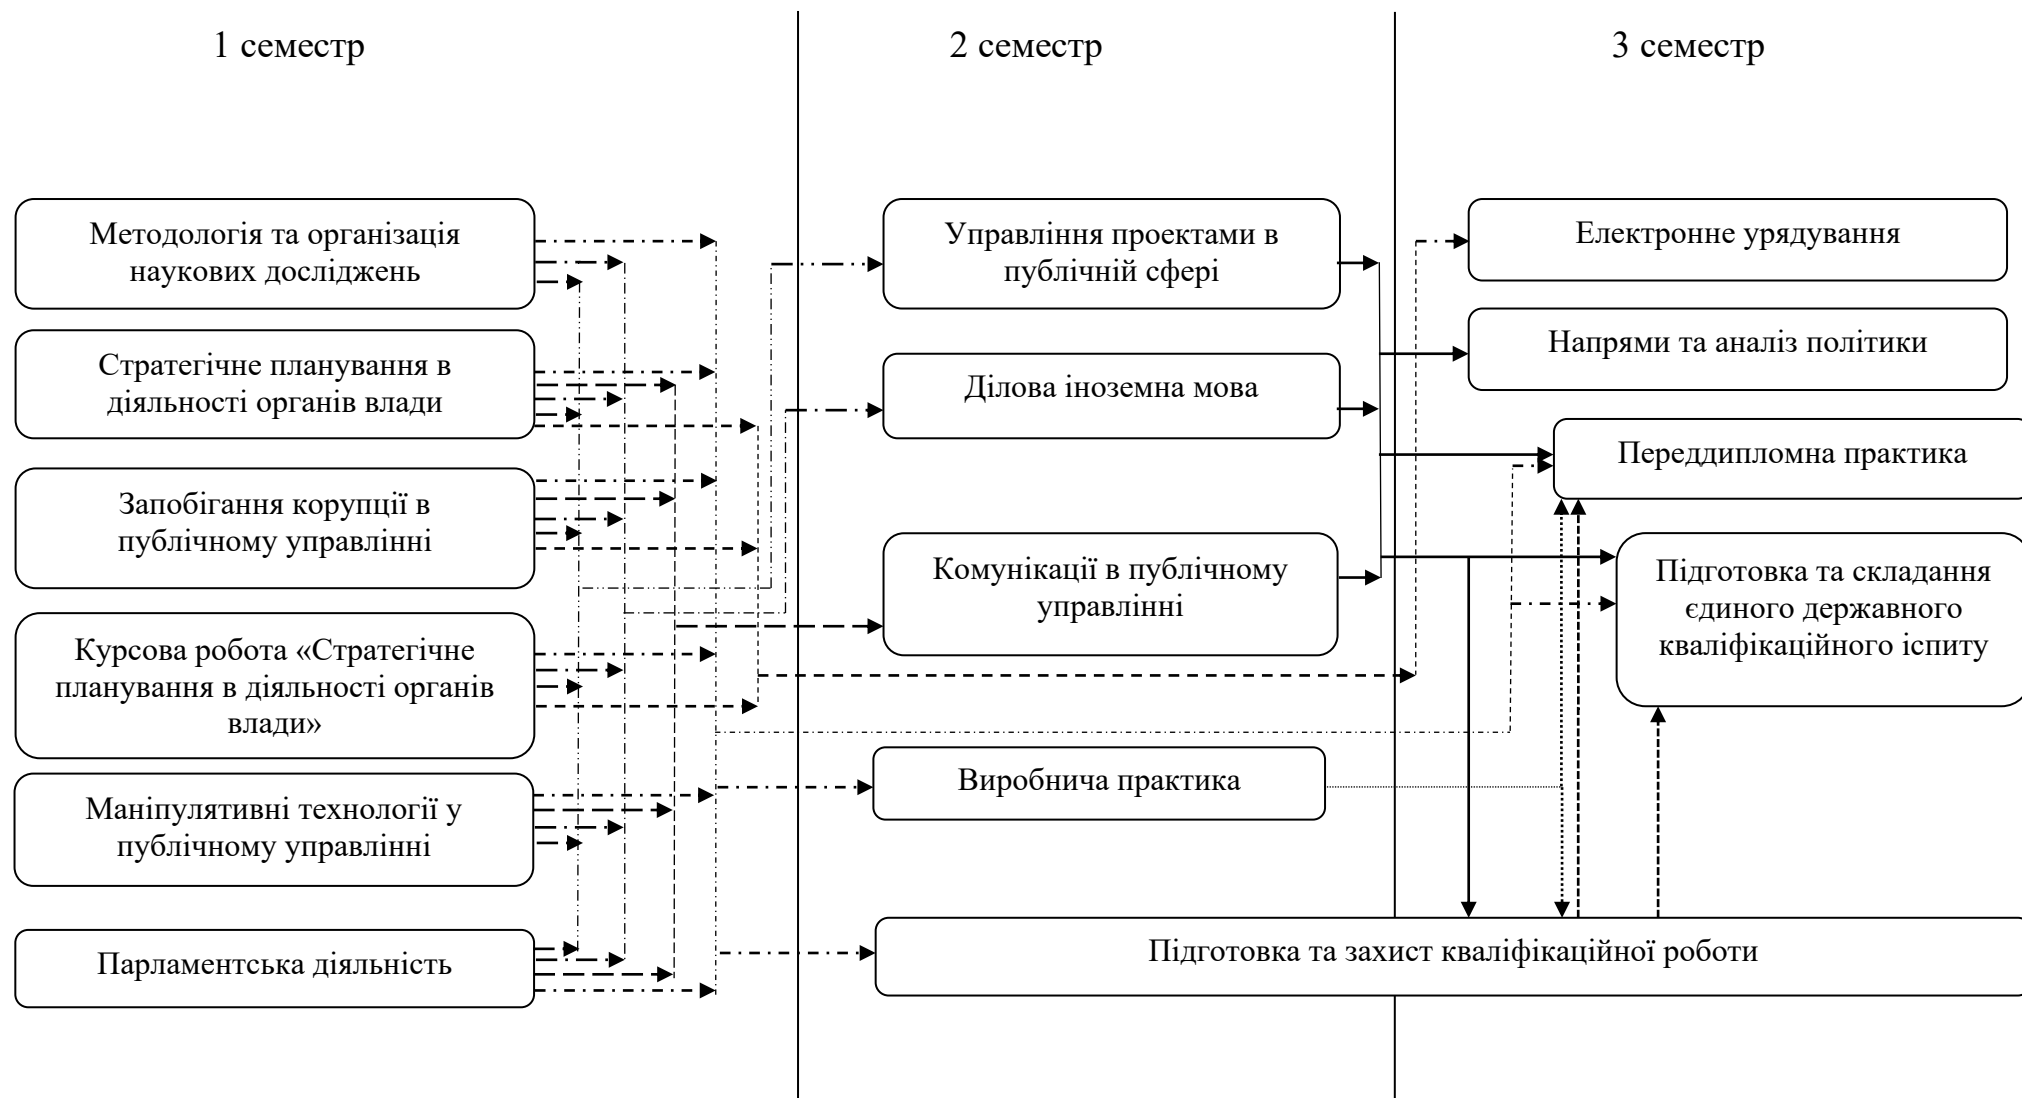 1 семестр
2 семестр
3 семестр
Методологія та організація
наукових досліджень
Стратегічне планування в
діяльності органів влади
Запобігання корупції в
публічному управлінні
Курсова робота «Стратегічне
планування в діяльності органів
влади»
Маніпулятивні технології у
публічному управлінні
Парламентська діяльність
Управління проектами в
публічній сфері
Ділова іноземна мова
Комунікації в публічному
управлінні
Виробнича практика
Підготовка та захист кваліфікаційної роботи
Електронне урядування
Напрями та аналіз політики
Переддипломна практика
Підготовка та складання
єдиного державного
кваліфікаційного іспиту